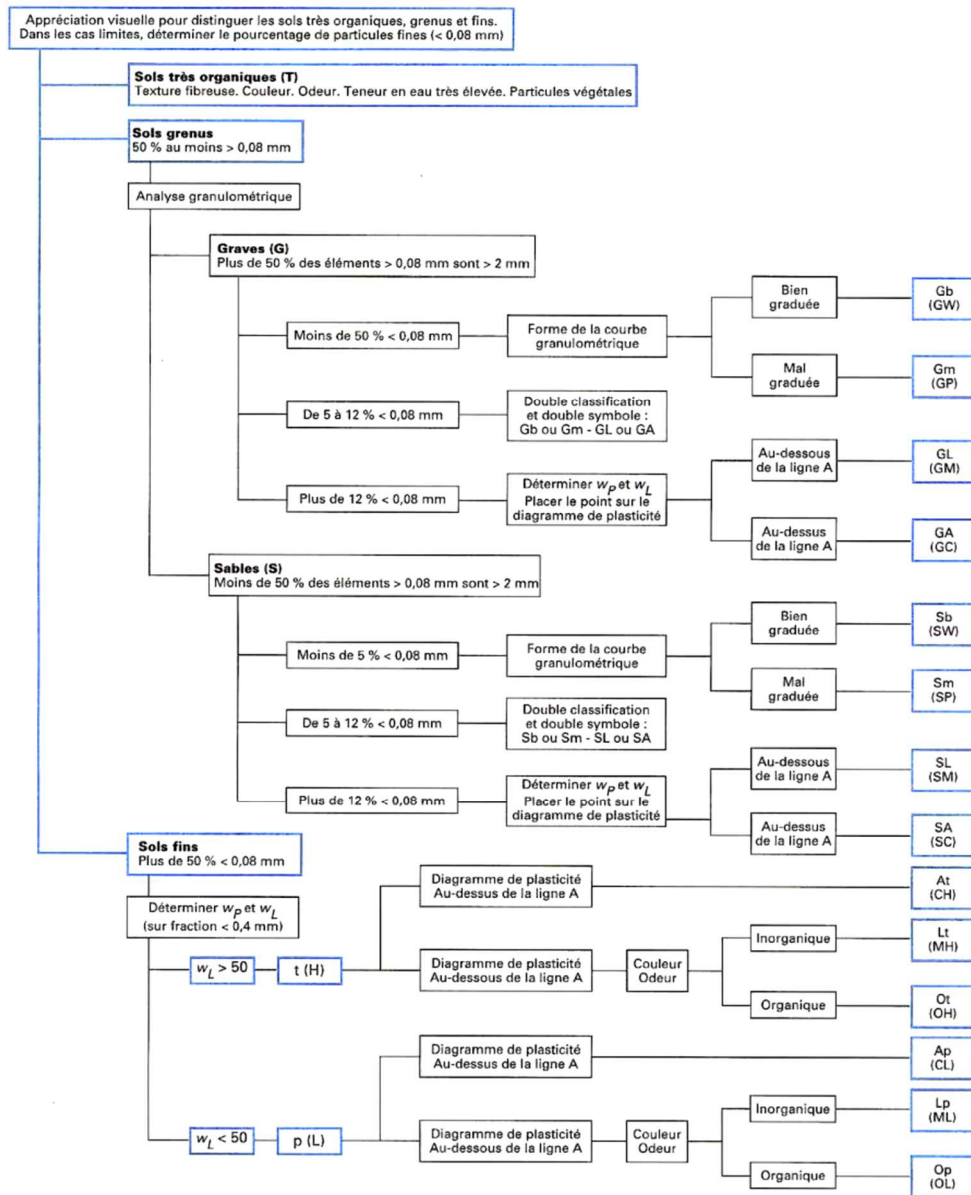 Appréciation visuelle pour distinguer les sols très organiques, grenus et fins.
Dans les cas limites, déterminer le pourcentage de particules fines (< 0,08 mm)
Sols très organiques (T)
Texture fibreuse. Couleur. Odeur. Teneur en eau très élevée. Particules végétales
Sols grenus
50 % au moins > 0,08 mm
Analyse granulométrique
Graves (G)
Plus de 50 % des éléments > 0,08 mm sont > 2 mm
Moins de 50 % < 0,08 mm
Forme de la courbe
granulométrique
Bien
graduée
Gb
(GW)
Mal
graduée
Gm
(GP)
De 5 à 12 % < 0,08 mm
Double classification
et double symbole :
Gb ou Gm - GL ou GA
Plus de 12 % < 0,08 mm
Déterminer wP et wL
Placer le point sur le
diagramme de plasticité
Au-dessous
de la ligne A
GL
(GM)
Au-dessus
de la ligne A
GA
(GC)
Sables (S)
Moins de 50 % des éléments > 0,08 mm sont > 2 mm
Moins de 5 % < 0,08 mm
Forme de la courbe
granulométrique
Bien
graduée
Sb
(SW)
Mal
graduée
Sm
(SP)
De 5 à 12 % < 0,08 mm
Double classification
et double symbole :
Sb ou Sm - SL ou SA
Plus de 12 % < 0,08 mm
Déterminer wP et wL
Placer le point sur le
diagramme de plasticité
Au-dessous
de la ligne A
SL
(SM)
Au-dessus
de la ligne A
SA
(SC)
Sols fins
Plus de 50 % < 0,08 mm
Déterminer wP et wL
(sur fraction < 0,4 mm)
wL > 50
t (H)
Diagramme de plasticité
Au-dessus de la ligne A
At
(CH)
Diagramme de plasticité
Au-dessous de la ligne A
Couleur
Odeur
Inorganique
Lt
(MH)
Organique
Ot
(OH)
wL < 50
p (L)
Diagramme de plasticité
Au-dessus de la ligne A
Ap
(CL)
Diagramme de plasticité
Au-dessous de la ligne A
Couleur
Odeur
Inorganique
Lp
(ML)
Organique
Op
(OL)